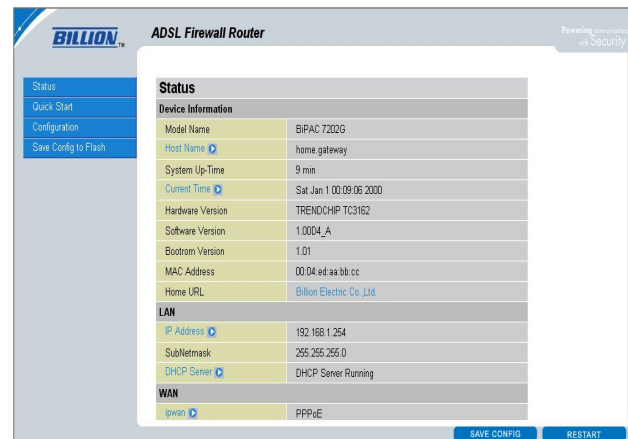 BILLION TM
ADSL Firewall Router
Powering communications
with Security
Status
Quick Start
Configuration
Save Config to Flash
Status
Device Information
Model Name BiPAC 7202G
Host Name home.gateway
System Up-Time 9 min
Current Time Sat Jan 1 00:09:06 2000
Hardware Version TRENDCHIP TC3162
Software Version 1.00D4_A
Bootrom Version 1.01
MAC Address 00:04:ed:aa:bb:cc
Home URL Billion Electric Co.,Ltd.
LAN
IP Address 192.168.1.254
SubNetmask 255.255.255.0
DHCP Server DHCP Server Running
WAN
ipwan PPPoE
SAVE CONFIG RESTART